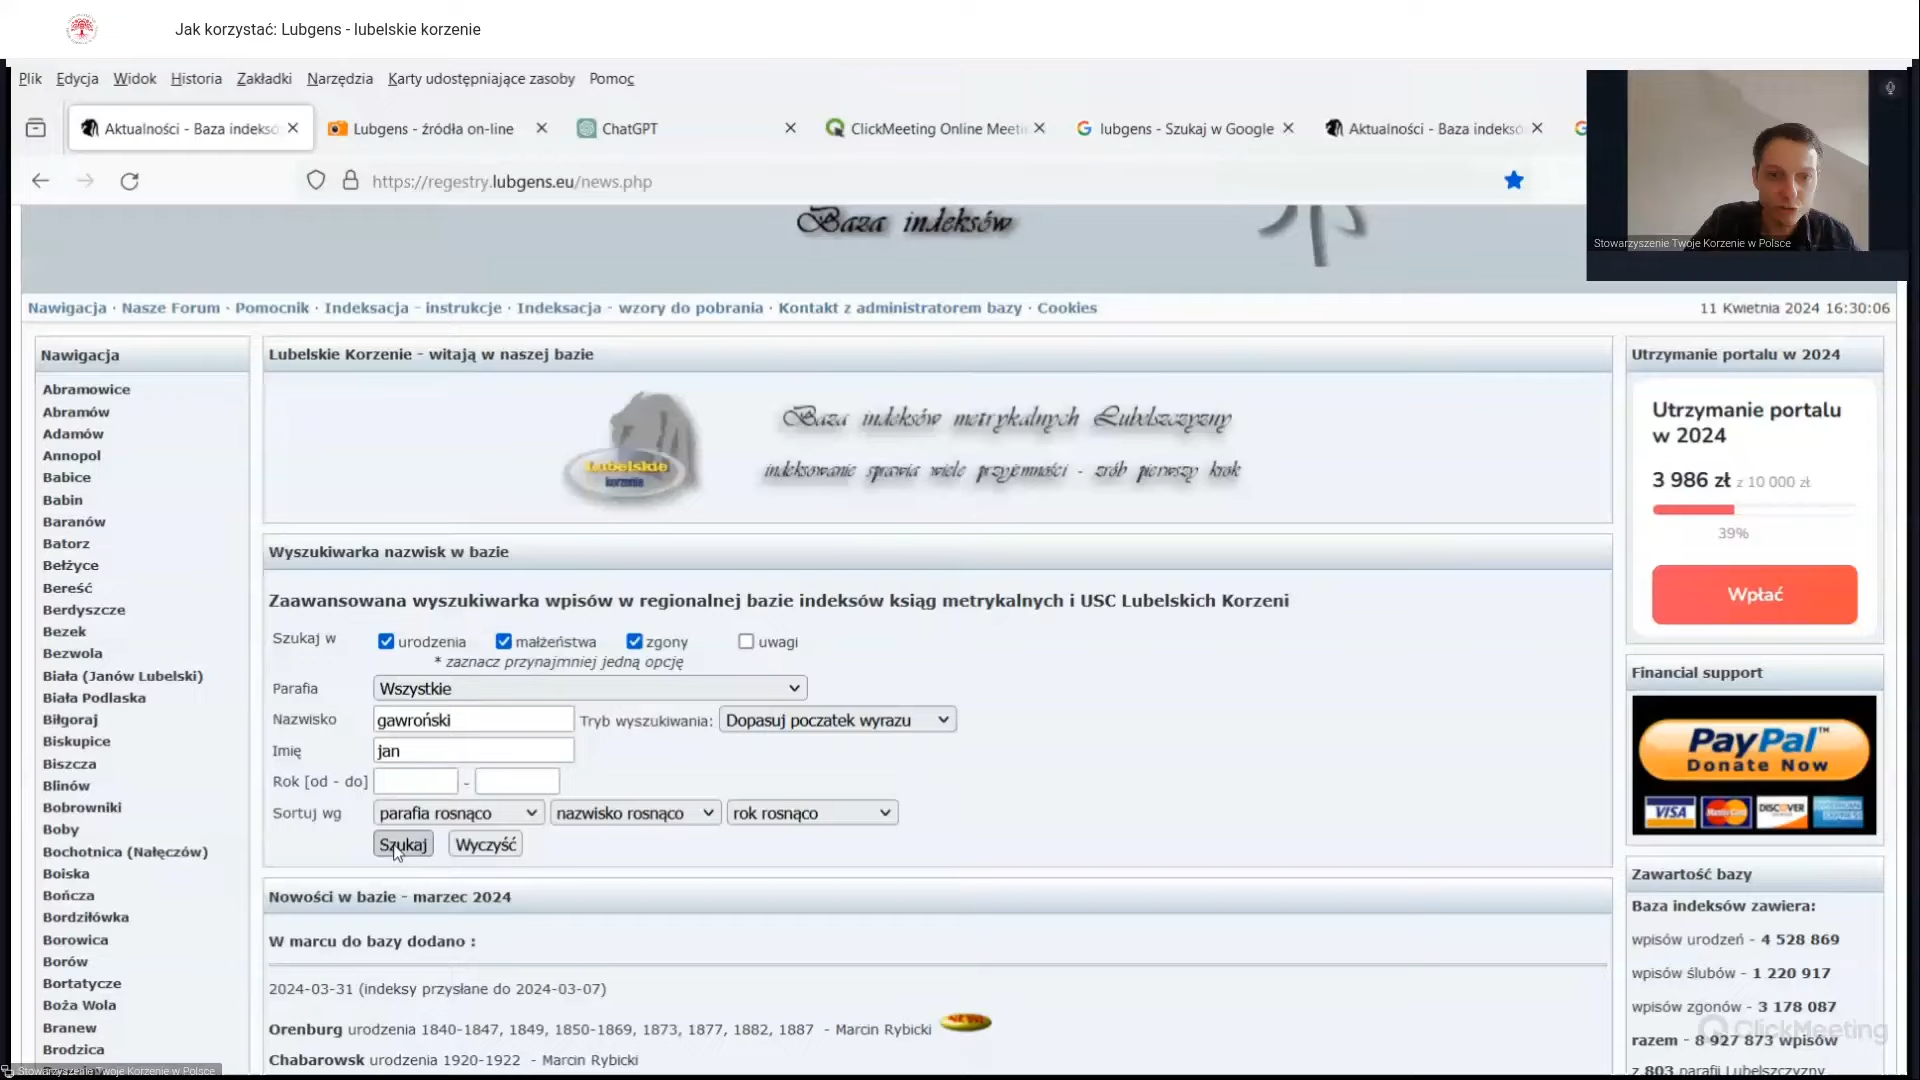 Jak korzystać: Lubgens - lubelskie korzenie
Plik Edycja Widok Historia Zakładki Narzędzia Karty udostępniające zasoby Pomoc
Aktualności - Baza indeksó
Lubgens - źródła on-line
ChatGPT
ClickMeeting Online Meeti
lubgens - Szukaj w Google
Aktualności - Baza indeksó
https://regestry.lubgens.eu/news.php
Stowarzyszenie Twoje Korzenie w Polsce
Baza indeksów
Nawigacja · Nasze Forum · Pomocnik · Indeksacja - instrukcje · Indeksacja - wzory do pobrania · Kontakt z administratorem bazy · Cookies
11 Kwietnia 2024 16:30:06
Nawigacja
Abramowice
Abramów
Adamów
Annopol
Babice
Babin
Baranów
Batorz
Bełżyce
Bereść
Berdyszcze
Bezek
Bezwola
Biała (Janów Lubelski)
Biała Podlaska
Biłgoraj
Biskupice
Biszcza
Blinów
Bobrowniki
Boby
Bochotnica (Nałęczów)
Boiska
Bończa
Bordziłówka
Borowica
Borów
Bortatycze
Boża Wola
Branew
Brodzica
Stowarzyszenie Twoje Korzenie w Polsce
Lubelskie Korzenie - witają w naszej bazie
Lubelskie
korzenie
Baza indeksów metrykalnych Lubelszczyzny
indeksowanie sprawia wiele przyjemności - zrób pierwszy krok
Wyszukiwarka nazwisk w bazie
Zaawansowana wyszukiwarka wpisów w regionalnej bazie indeksów ksiąg metrykalnych i USC Lubelskich Korzeni
Szukaj w urodzenia małżeństwa zgony uwagi
* zaznacz przynajmniej jedną opcję
Parafia Wszystkie
Nazwisko gawroński Tryb wyszukiwania: Dopasuj poczatek wyrazu
Imię jan
Rok [od - do] -
Sortuj wg parafia rosnąco nazwisko rosnąco rok rosnąco
Szukaj Wyczyść
Nowości w bazie - marzec 2024
W marcu do bazy dodano :
2024-03-31 (indeksy przysłane do 2024-03-07)
Orenburg urodzenia 1840-1847, 1849, 1850-1869, 1873, 1877, 1882, 1887 - Marcin Rybicki NEW
Chabarowsk urodzenia 1920-1922 - Marcin Rybicki
Utrzymanie portalu w 2024
Utrzymanie portalu
w 2024
3 986 zł z 10 000 zł
39%
Wpłać
Financial support
PayPal™
Donate Now
VISA MasterCard DISCOVER AMERICAN EXPRESS
Zawartość bazy
Baza indeksów zawiera:
wpisów urodzeń - 4 528 869
wpisów ślubów - 1 220 917
wpisów zgonów - 3 178 087
razem - 8 927 873 wpisów
z 803 parafii Lubelszczyzny
ClickMeeting